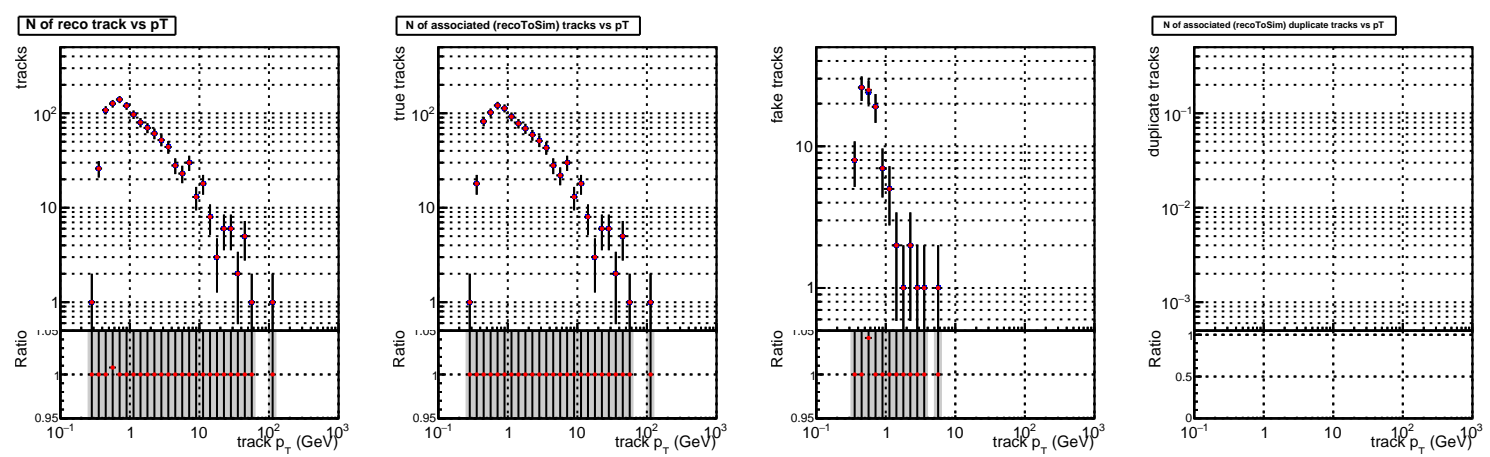 N of reco track vs pT
tracks
10²
10
1
Ratio
1.05
1
0.95
10⁻¹ 1 10 10² 10³
track p_T (GeV)
N of associated (recoToSim) tracks vs pT
true tracks
10²
10
1
Ratio
1.05
1
0.95
10⁻¹ 1 10 10² 10³
track p_T (GeV)
fake tracks
10
1
Ratio
1.05
1
0.95
10⁻¹ 1 10 10² 10³
track p_T (GeV)
N of associated (recoToSim) duplicate tracks vs pT
duplicate tracks
10⁻¹
10⁻²
10⁻³
Ratio
1
0.5
0
10⁻¹ 1 10 10² 10³
track p_T (GeV)